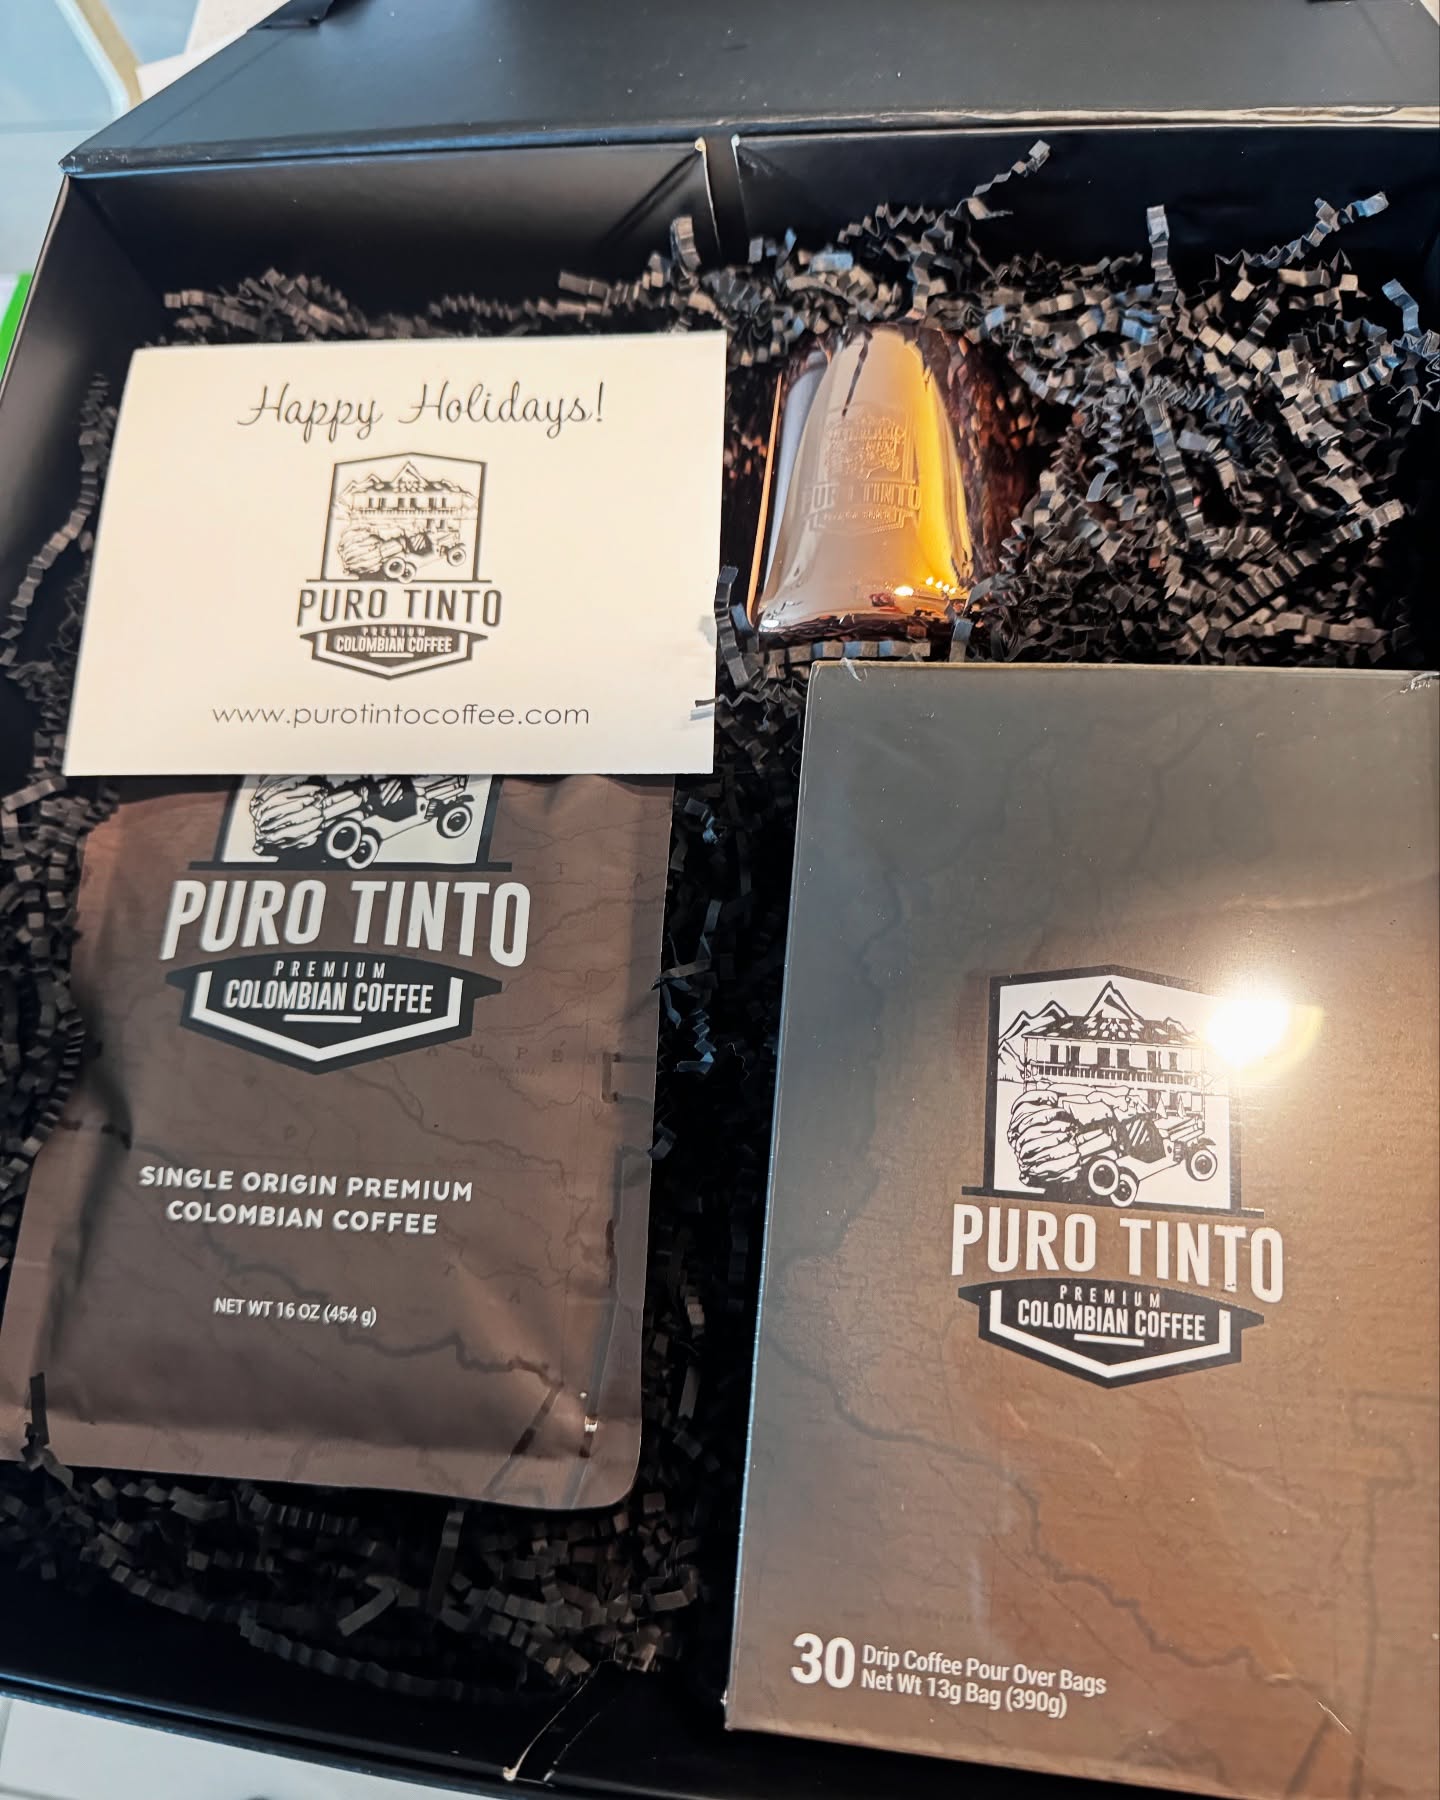 Happy Holidays!
PURO TINTO
PREMIUM
COLOMBIAN COFFEE
www.purotintocoffee.com
PURO TINTO
PURO TINTO
PREMIUM
COLOMBIAN COFFEE
SINGLE ORIGIN PREMIUM
COLOMBIAN COFFEE
NET WT 16 OZ (454 g)
PURO TINTO
PREMIUM
COLOMBIAN COFFEE
30 Drip Coffee Pour Over Bags
Net Wt 13g Bag (390g)